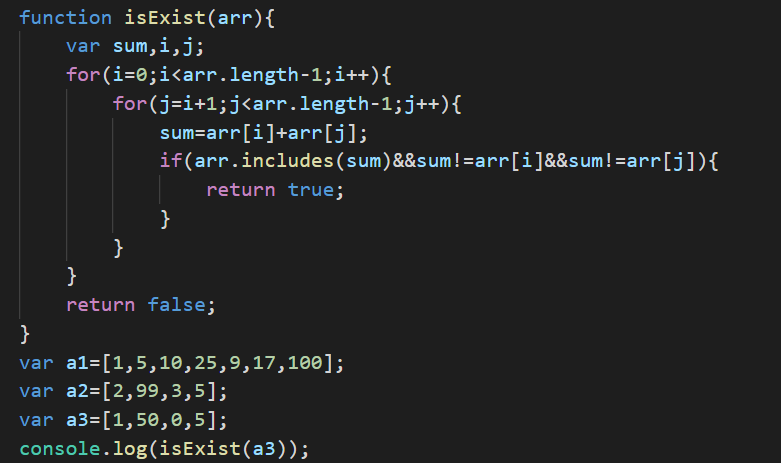 function isExist(arr){
    var sum,i,j;
    for(i=0;i<arr.length-1;i++){
        for(j=i+1;j<arr.length-1;j++){
            sum=arr[i]+arr[j];
            if(arr.includes(sum)&&sum!=arr[i]&&sum!=arr[j]){
                return true;
            }
        }
    }
    return false;
}
var a1=[1,5,10,25,9,17,100];
var a2=[2,99,3,5];
var a3=[1,50,0,5];
console.log(isExist(a3));